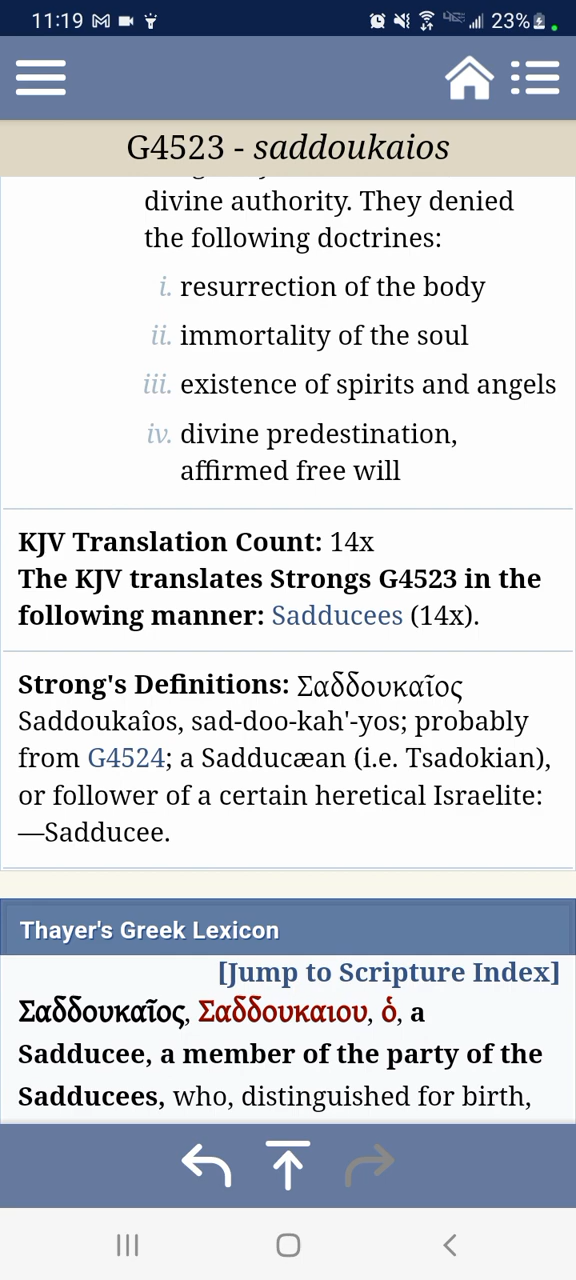 11:19
23%
G4523 - saddoukaios
divine authority. They denied
the following doctrines:
i. resurrection of the body
ii. immortality of the soul
iii. existence of spirits and angels
iv. divine predestination,
affirmed free will
KJV Translation Count: 14x
The KJV translates Strongs G4523 in the
following manner: Sadducees (14x).
Strong's Definitions: Σαδδουκαῖος
Saddoukaîos, sad-doo-kah'-yos; probably
from G4524; a Sadducæan (i.e. Tsadokian),
or follower of a certain heretical Israelite:
—Sadducee.
Thayer's Greek Lexicon
[Jump to Scripture Index]
Σαδδουκαῖος, Σαδδουκαιου, ὁ, a
Sadducee, a member of the party of the
Sadducees, who, distinguished for birth,